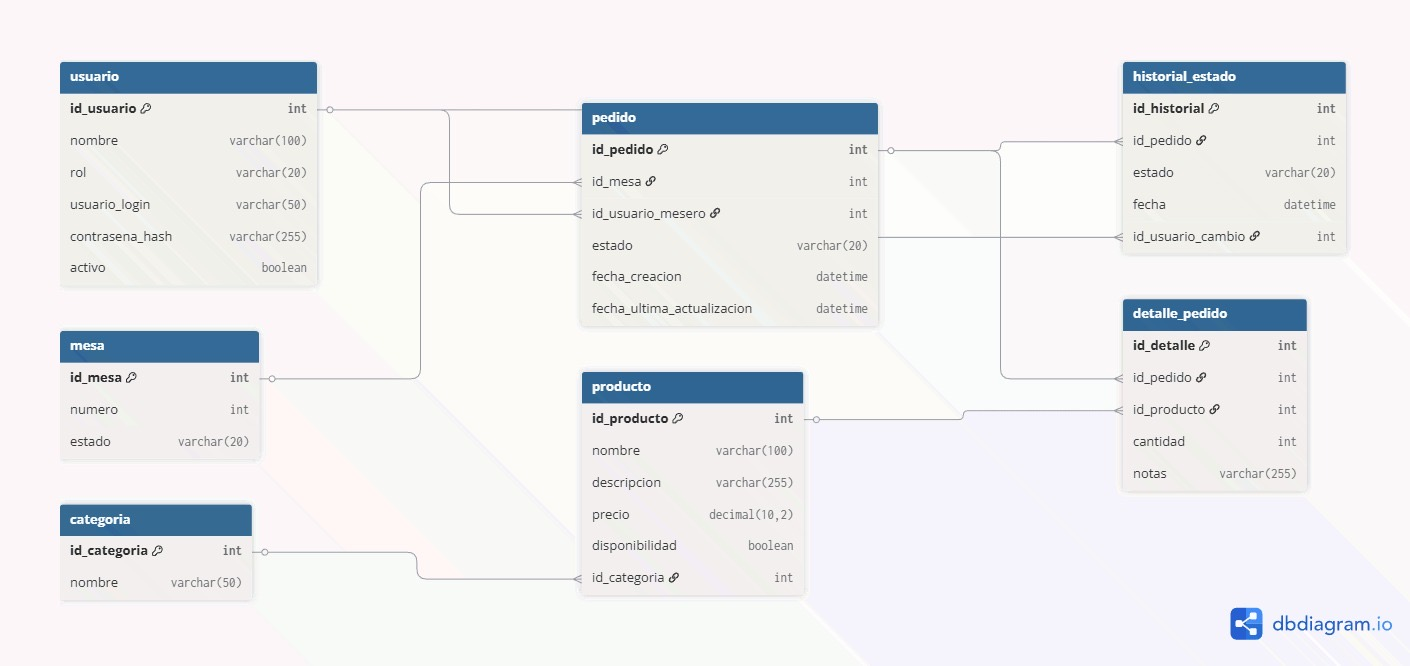 usuario
id_usuario int
nombre varchar(100)
rol varchar(20)
usuario_login varchar(50)
contrasena_hash varchar(255)
activo boolean
mesa
id_mesa int
numero int
estado varchar(20)
categoria
id_categoria int
nombre varchar(50)
pedido
id_pedido int
id_mesa int
id_usuario_mesero int
estado varchar(20)
fecha_creacion datetime
fecha_ultima_actualizacion datetime
producto
id_producto int
nombre varchar(100)
descripcion varchar(255)
precio decimal(10,2)
disponibilidad boolean
id_categoria int
historial_estado
id_historial int
id_pedido int
estado varchar(20)
fecha datetime
id_usuario_cambio int
detalle_pedido
id_detalle int
id_pedido int
id_producto int
cantidad int
notas varchar(255)
dbdiagram.io